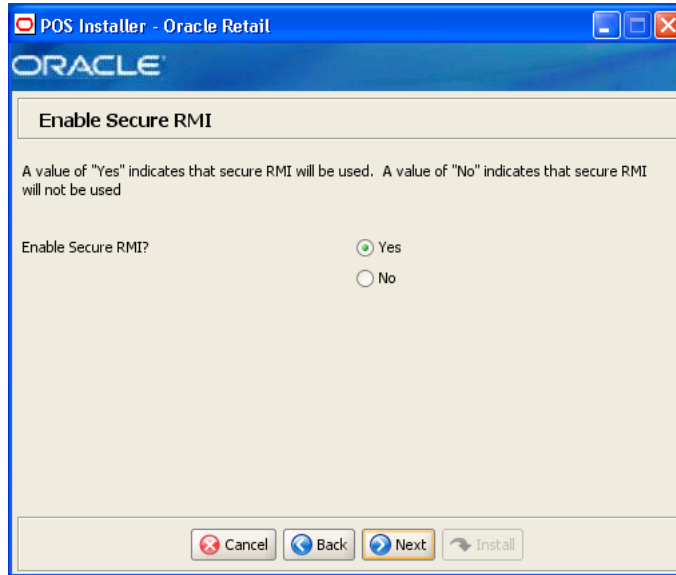 POS Installer - Oracle Retail
ORACLE
Enable Secure RMI
A value of "Yes" indicates that secure RMI will be used. A value of "No" indicates that secure RMI
will not be used
Enable Secure RMI?
Yes
No
Cancel
Back
Next
Install